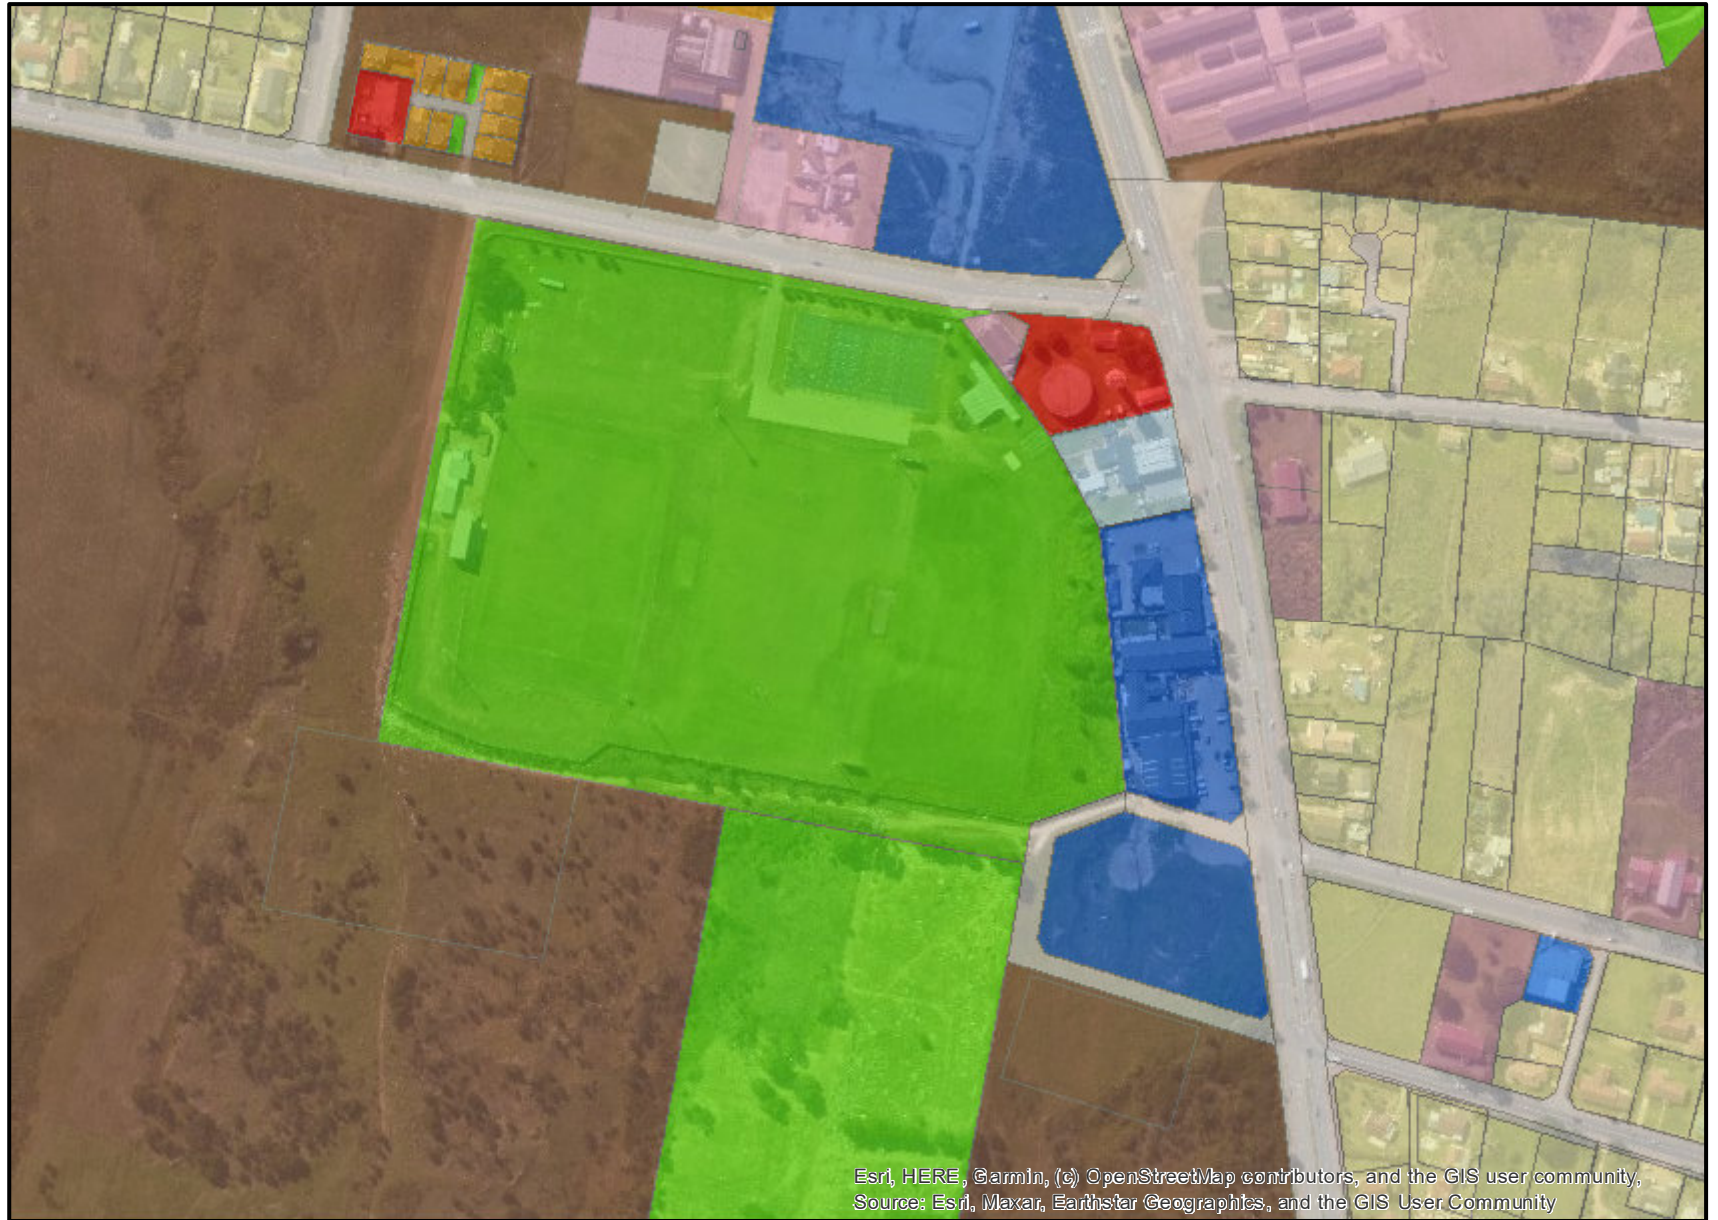 Esri, HERE, Garmin, (c) OpenStreetMap contributors, and the GIS user community,
Source: Esri, Maxar, Earthstar Geographics, and the GIS User Community